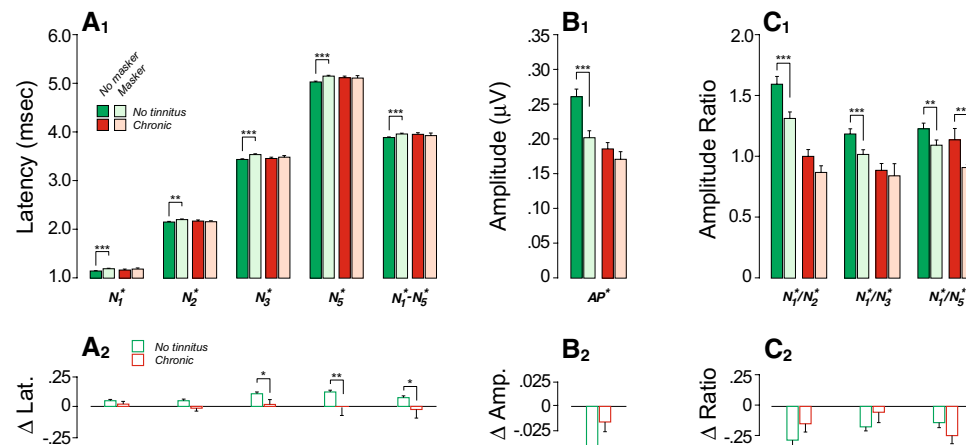 A1
Latency (msec)
6.0
5.0
4.0
3.0
2.0
1.0
No masker
Masker
No tinnitus
Chronic
***
**
***
***
***
N1*
N2*
N3*
N5*
N1*-N5*
B1
Amplitude (µV)
.35
.30
.25
.20
.15
.10
.05
0
***
AP*
C1
Amplitude Ratio
2.0
1.5
1.0
0.5
0
***
***
**
**
N1*/N2*
N1*/N3*
N1*/N5*
A2
No tinnitus
Chronic
Δ Lat.
.25
0
-.25
*
**
*
B2
Δ Amp.
.025
0
-.025
C2
Δ Ratio
.25
0
-.25